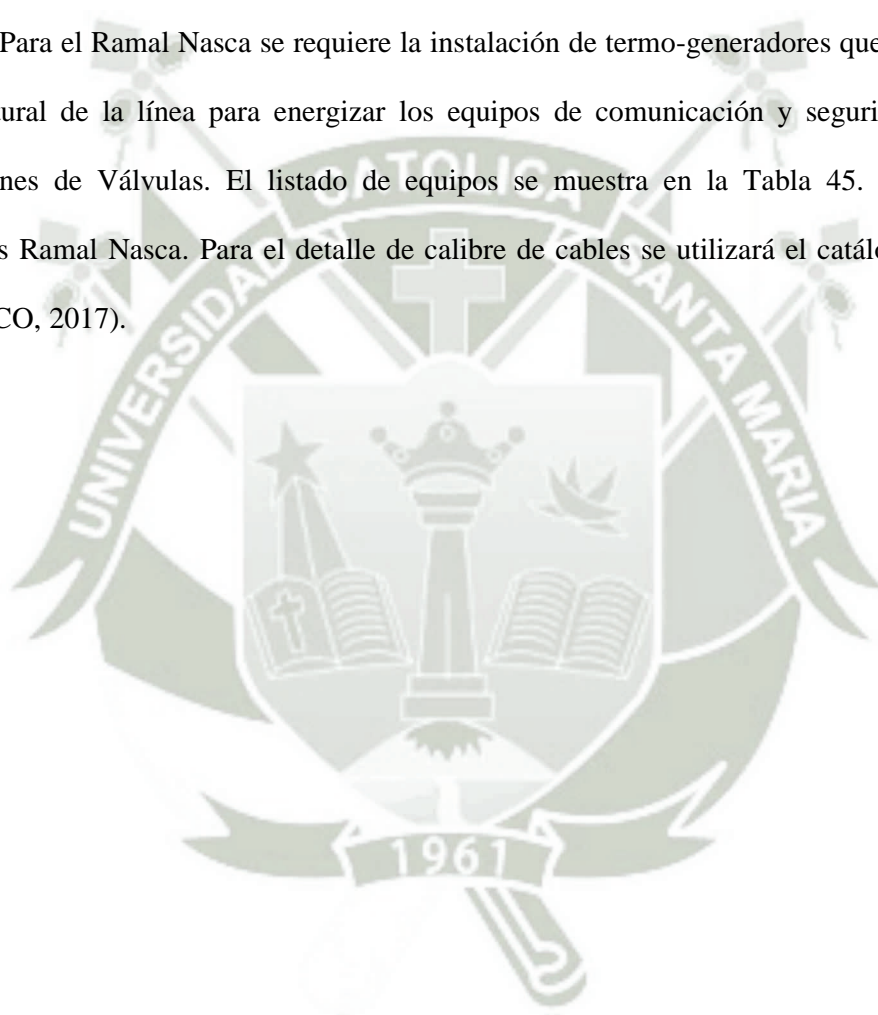 Para el Ramal Nasca se requiere la instalación de termo-generadores que
tural de la línea para energizar los equipos de comunicación y seguri
nes de Válvulas. El listado de equipos se muestra en la Tabla 45.
s Ramal Nasca. Para el detalle de calibre de cables se utilizará el catálo
CO, 2017).
UNIVERSIDAD CATOLICA SANTA MARIA
1961